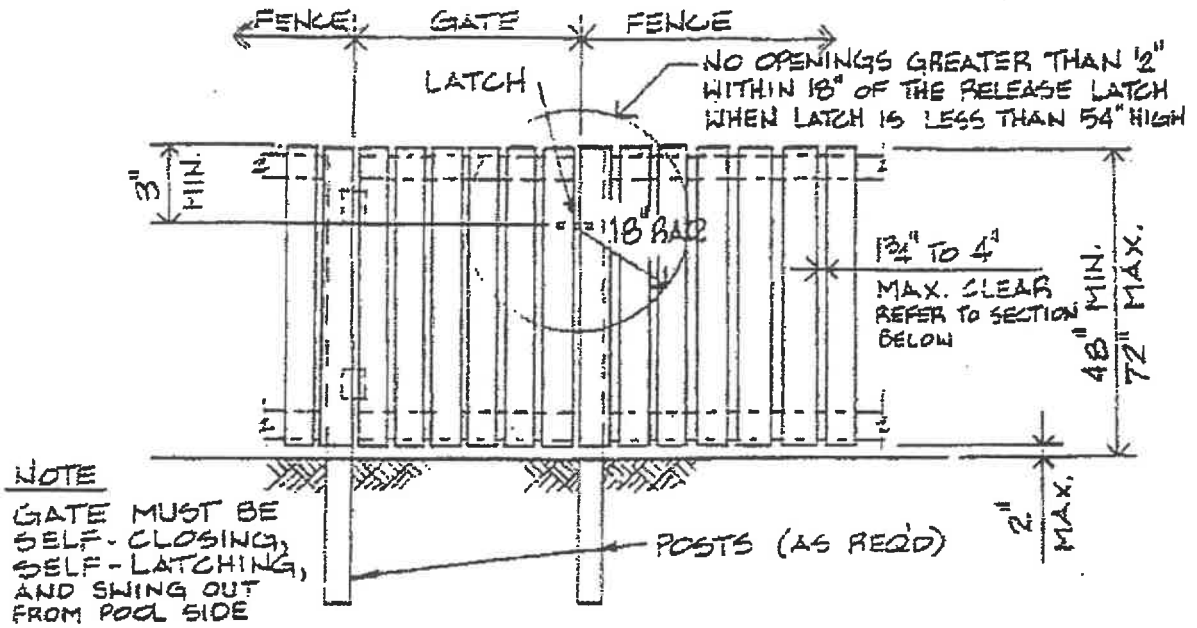 FENCE
GATE
FENCE
LATCH
NO OPENINGS GREATER THAN 1/2"
WITHIN 18" OF THE RELEASE LATCH
WHEN LATCH IS LESS THAN 54" HIGH
3"
MIN.
18" RAD
1 3/4" TO 4"
MAX. CLEAR
REFER TO SECTION
BELOW
48" MIN.
72" MAX.
2"
MAX.
NOTE
GATE MUST BE
SELF-CLOSING,
SELF-LATCHING,
AND SWING OUT
FROM POOL SIDE
POSTS (AS REQ'D)